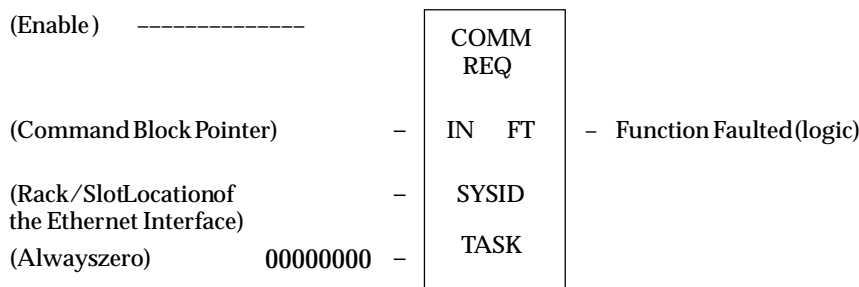 (Enable) ––––––––––––––
COMM
REQ
(Command Block Pointer) – IN FT – Function Faulted (logic)
(Rack/Slot Location of – SYSID
the Ethernet Interface)
(Always zero) 00000000 – TASK